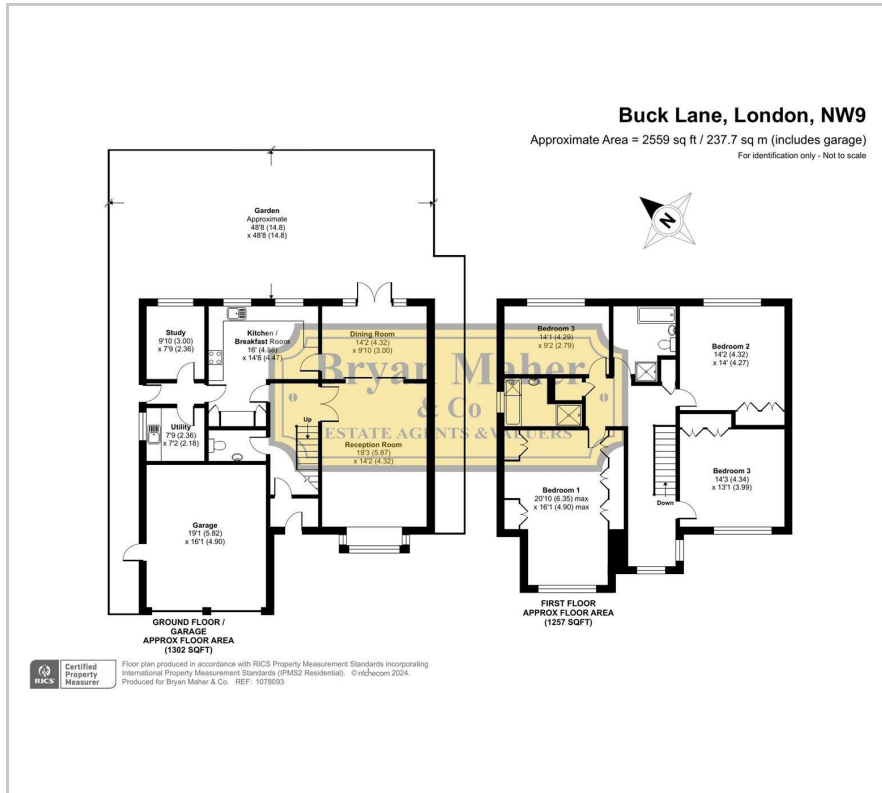 Buck Lane, London, NW9
Approximate Area = 2559 sq ft / 237.7 sq m (includes garage)
For identification only - Not to scale
N
Garden
Approximate
48'8 (14.8)
x 48'8 (14.8)
Study
9'10 (3.00)
x 7'9 (2.36)
Kitchen /
Breakfast Room
16' (4.88)
x 14'8 (4.47)
Dining Room
14'2 (4.32)
x 9'10 (3.00)
Utility
7'9 (2.36)
x 7'2 (2.18)
Up
Reception Room
19'3 (5.87)
x 14'2 (4.32)
Garage
19'1 (5.82)
x 16'1 (4.90)
GROUND FLOOR /
GARAGE
APPROX FLOOR AREA
(1302 SQFT)
Bedroom 3
14'1 (4.29)
x 9'2 (2.79)
Bedroom 2
14'2 (4.32)
x 14' (4.27)
Bedroom 1
20'10 (6.35) max
x 16'1 (4.90) max
Down
Bedroom 3
14'3 (4.34)
x 13'1 (3.99)
FIRST FLOOR
APPROX FLOOR AREA
(1257 SQFT)
Bryan Maher
& Co
ESTATE AGENTS & VALUERS
RICS
Certified
Property
Measurer
Floor plan produced in accordance with RICS Property Measurement Standards incorporating
International Property Measurement Standards (IPMS2 Residential). © nichecom 2024.
Produced for Bryan Maher & Co. REF: 1078093